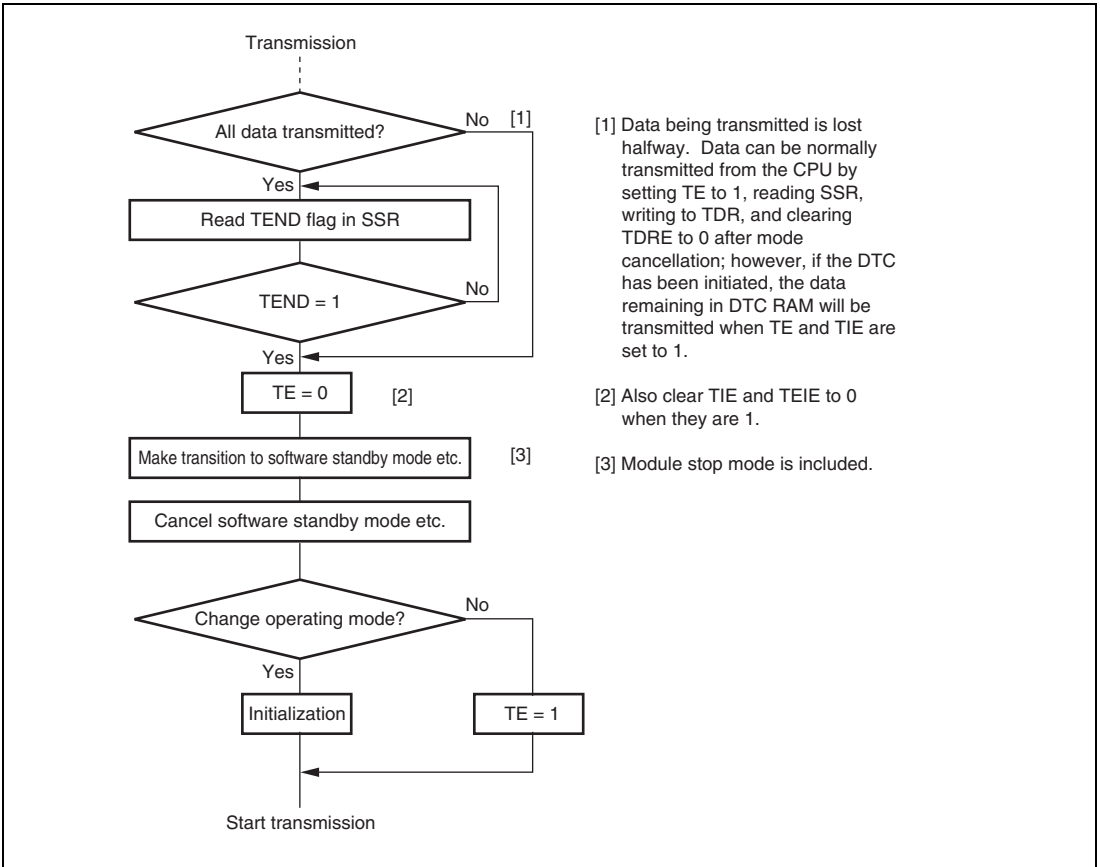 Transmission
All data transmitted?
No [1]
Yes
Read TEND flag in SSR
TEND = 1
No
Yes
TE = 0 [2]
Make transition to software standby mode etc. [3]
Cancel software standby mode etc.
Change operating mode?
No
Yes
Initialization
TE = 1
Start transmission
[1] Data being transmitted is lost
halfway. Data can be normally
transmitted from the CPU by
setting TE to 1, reading SSR,
writing to TDR, and clearing
TDRE to 0 after mode
cancellation; however, if the DTC
has been initiated, the data
remaining in DTC RAM will be
transmitted when TE and TIE are
set to 1.
[2] Also clear TIE and TEIE to 0
when they are 1.
[3] Module stop mode is included.